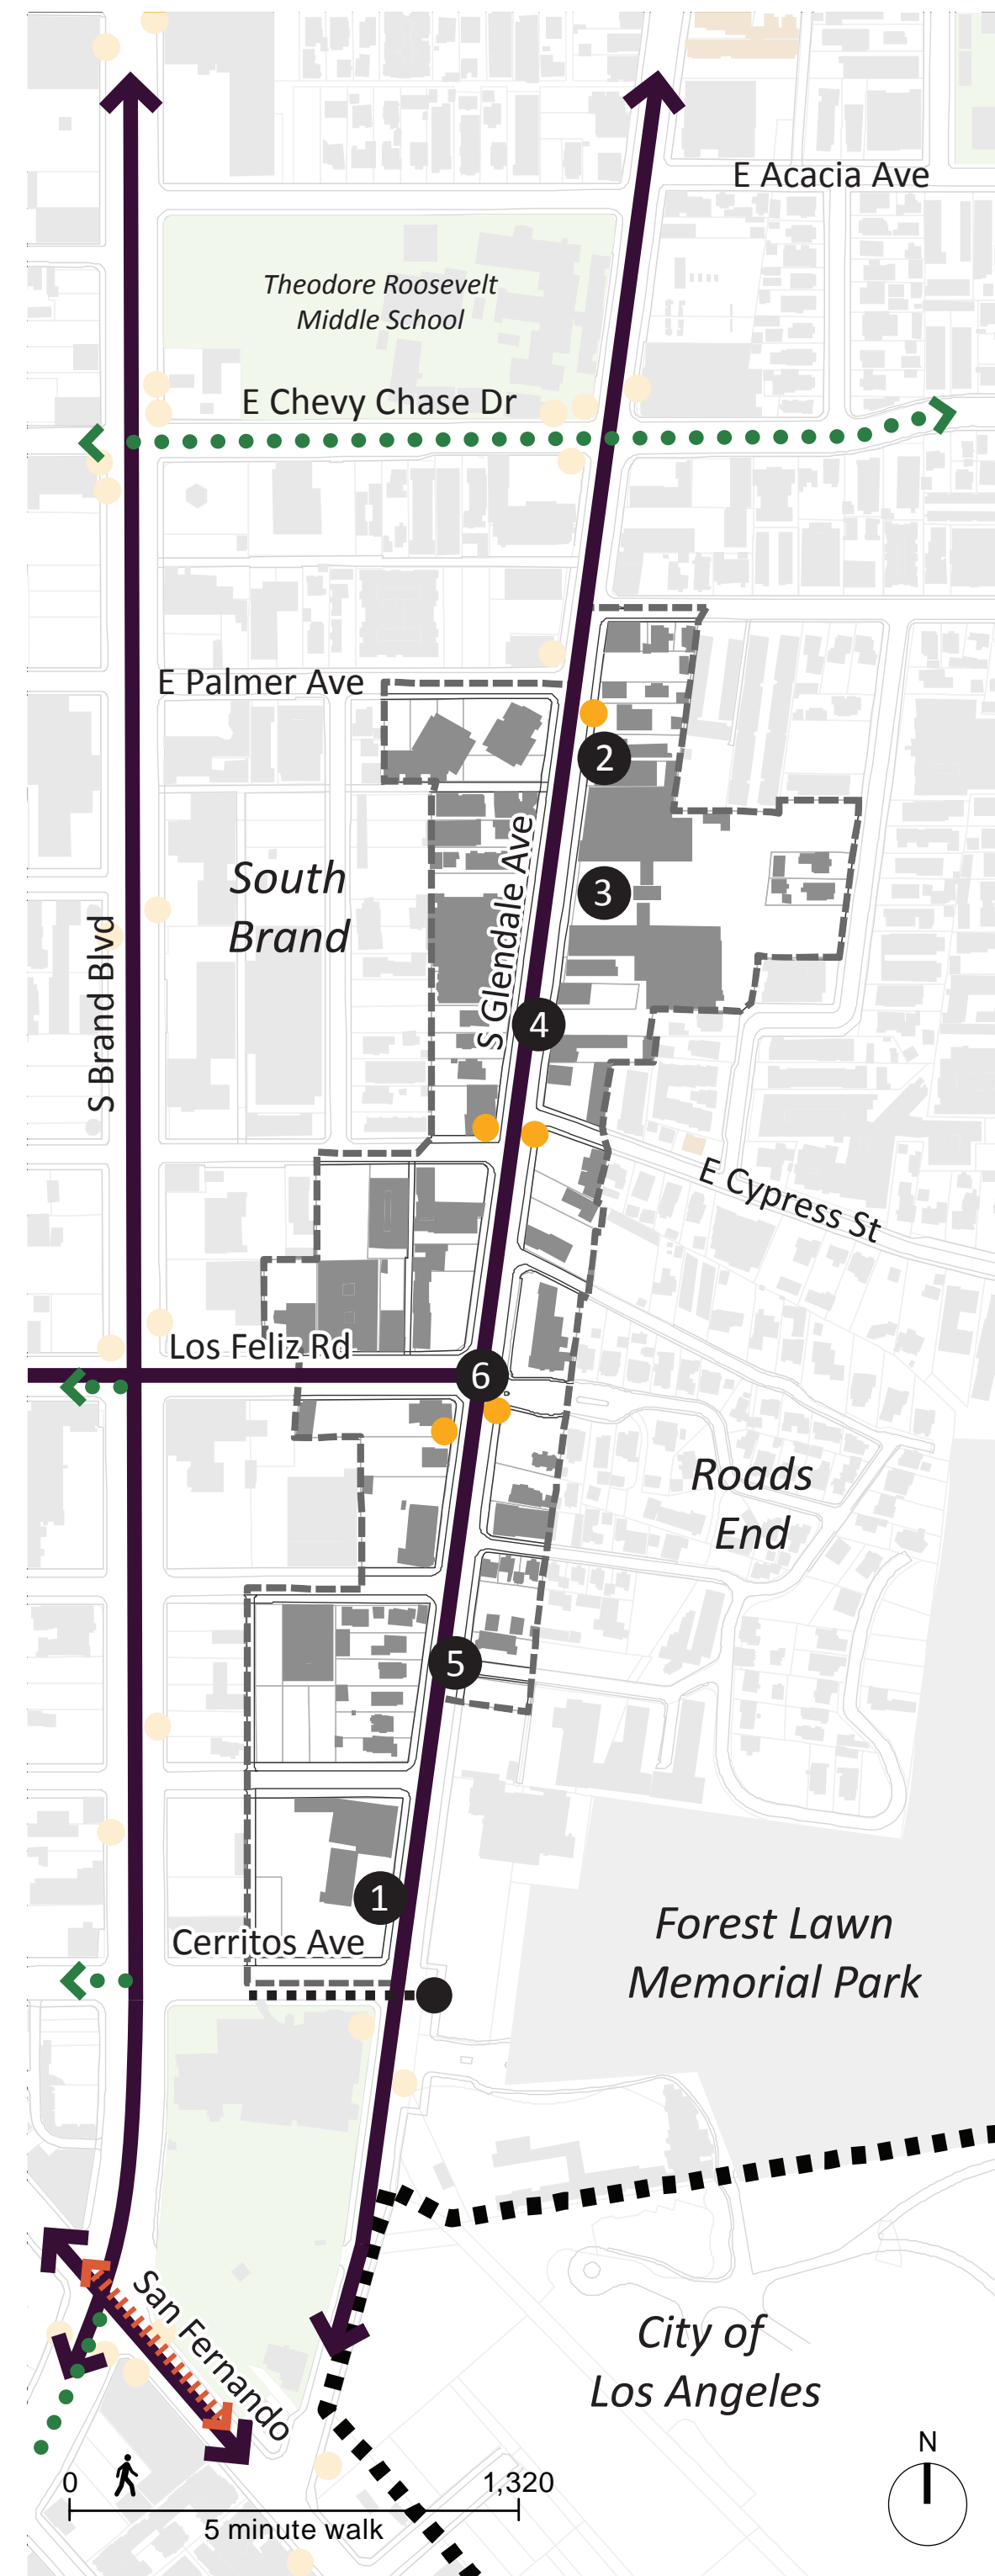 E Acacia Ave
Theodore Roosevelt
Middle School
E Chevy Chase Dr
E Palmer Ave
2
S Glendale Ave
South
Brand
3
S Brand Blvd
4
E Cypress St
Los Feliz Rd
6
Roads
End
5
1
Forest Lawn
Memorial Park
Cerritos Ave
San Fernando
City of
Los Angeles
N
0
1,320
5 minute walk